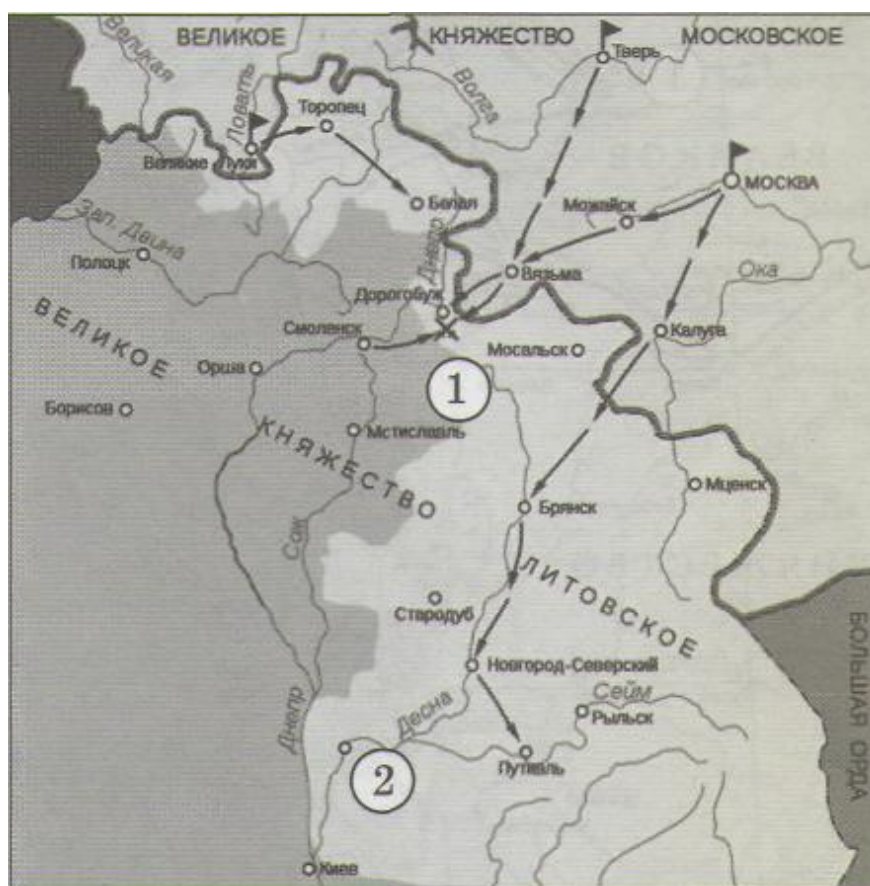 ВЕЛИКОЕ КНЯЖЕСТВО МОСКОВСКОЕ
Тверь
Великая
Ловать
Волга
Торопец
Великие Луки
МОСКВА
Можайск
Белая
Зап. Двина
Днепр
Полоцк
Вязьма
Ока
Дорогобуж
Смоленск
Калуга
Мосальск
Орша
1
Борисов
Мстиславль
Мценск
Брянск
ВЕЛИКОЕ
КНЯЖЕСТВО
ЛИТОВСКОЕ
Сож
Стародуб
БОЛЬШАЯ ОРДА
Новгород-Северский
Сейм
Десна
Рыльск
Днепр
2
Путивль
Киев